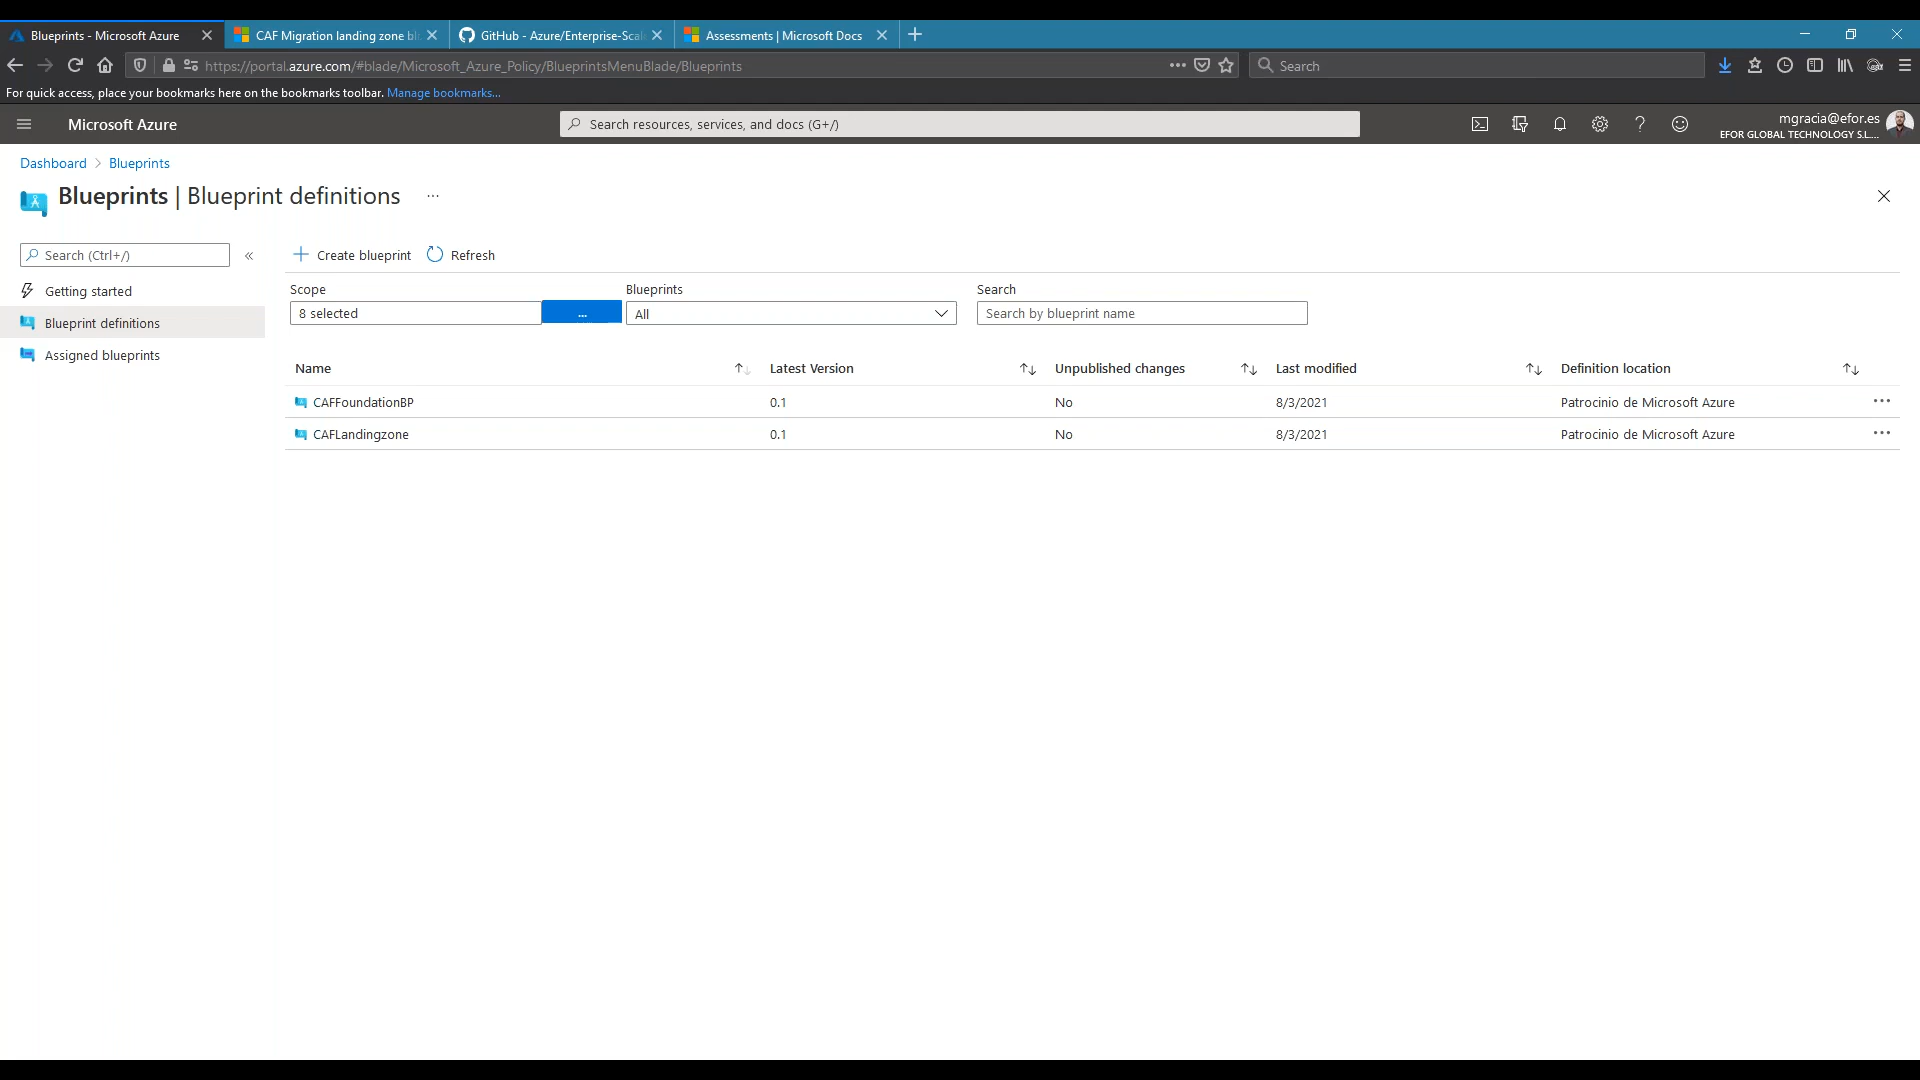 Blueprints - Microsoft Azure
CAF Migration landing zone bl
GitHub - Azure/Enterprise-Scal
Assessments | Microsoft Docs
https://portal.azure.com/#blade/Microsoft_Azure_Policy/BlueprintsMenuBlade/Blueprints
Search
For quick access, place your bookmarks here on the bookmarks toolbar. Manage bookmarks...
Microsoft Azure
Search resources, services, and docs (G+/)
mgracia@efor.es
EFOR GLOBAL TECHNOLOGY S.L....
Dashboard > Blueprints
Blueprints | Blueprint definitions ...
Search (Ctrl+/)
«
Getting started
Blueprint definitions
Assigned blueprints
Create blueprint
Refresh
Scope
8 selected
...
Blueprints
All
Search
Search by blueprint name
Name Latest Version Unpublished changes Last modified Definition location
CAFFoundationBP 0.1 No 8/3/2021 Patrocinio de Microsoft Azure ...
CAFLandingzone 0.1 No 8/3/2021 Patrocinio de Microsoft Azure ...